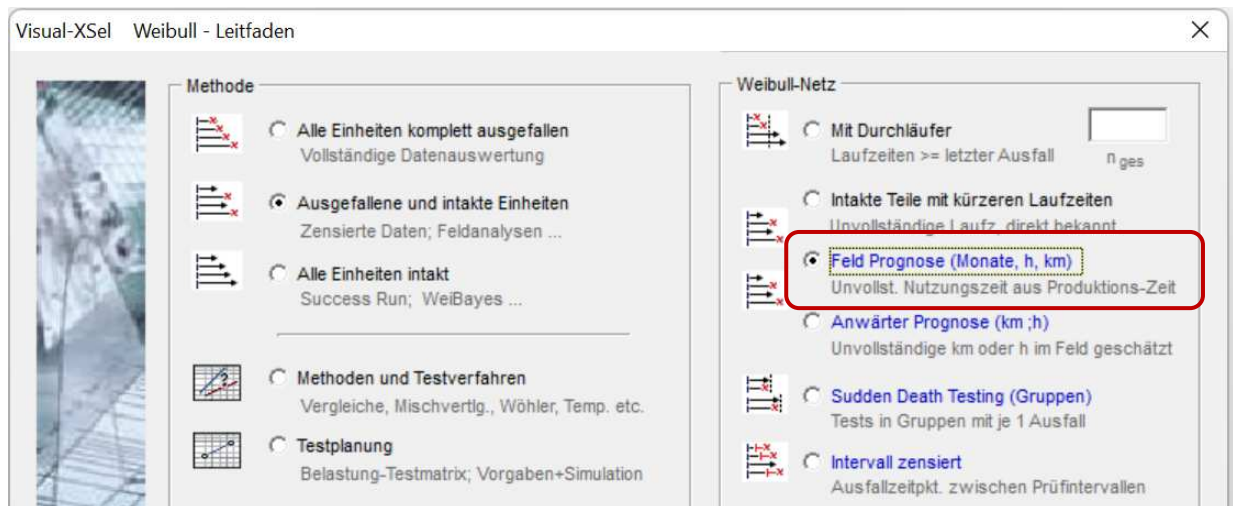 Visual-XSel Weibull - Leitfaden
Methode
Alle Einheiten komplett ausgefallen
Vollständige Datenauswertung
Ausgefallene und intakte Einheiten
Zensierte Daten; Feldanalysen ...
Alle Einheiten intakt
Success Run; WeiBayes ...
Methoden und Testverfahren
Vergleiche, Mischvertlg., Wöhler, Temp. etc.
Testplanung
Belastung-Testmatrix; Vorgaben+Simulation
Weibull-Netz
Mit Durchläufer
Laufzeiten >= letzter Ausfall
n ges
Intakte Teile mit kürzeren Laufzeiten
Unvollständige Laufz. direkt bekannt
Feld Prognose (Monate, h, km)
Unvollst. Nutzungszeit aus Produktions-Zeit
Anwärter Prognose (km ;h)
Unvollständige km oder h im Feld geschätzt
Sudden Death Testing (Gruppen)
Tests in Gruppen mit je 1 Ausfall
Intervall zensiert
Ausfallzeitpkt. zwischen Prüfintervallen